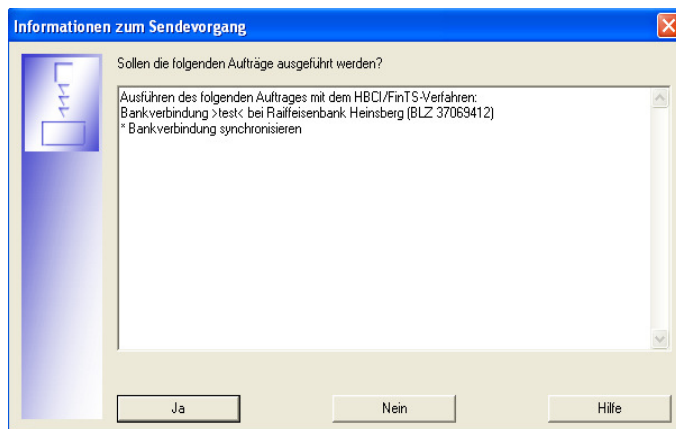 Informationen zum Sendevorgang
Sollen die folgenden Aufträge ausgeführt werden?
Ausführen des folgenden Auftrages mit dem HBCI/FinTS-Verfahren:
Bankverbindung >test< bei Raiffeisenbank Heinsberg (BLZ 37069412)
* Bankverbindung synchronisieren
Ja Nein Hilfe